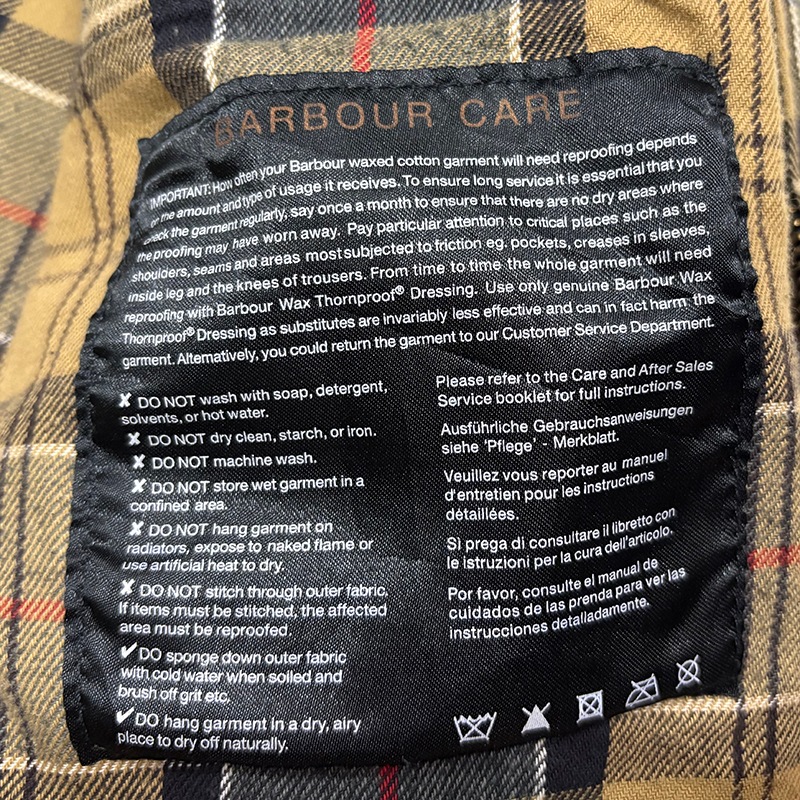 BARBOUR CARE
IMPORTANT: How often your Barbour waxed cotton garment will need reproofing depends
on the amount and type of usage it receives. To ensure long service it is essential that you
check the garment regularly, say once a month to ensure that there are no dry areas where
the proofing may have worn away. Pay particular attention to critical places such as the
shoulders, seams and areas most subjected to friction eg. pockets, creases in sleeves,
inside leg and the knees of trousers. From time to time the whole garment will need
reproofing with Barbour Wax Thornproof® Dressing. Use only genuine Barbour Wax
Thornproof® Dressing as substitutes are invariably less effective and can in fact harm the
garment. Alternatively, you could return the garment to our Customer Service Department.
✘ DO NOT wash with soap, detergent,
solvents, or hot water.
✘ DO NOT dry clean, starch, or iron.
✘ DO NOT machine wash.
✘ DO NOT store wet garment in a
confined area.
✘ DO NOT hang garment on
radiators, expose to naked flame or
use artificial heat to dry.
✘ DO NOT stitch through outer fabric.
If items must be stitched, the affected
area must be reproofed.
✔ DO sponge down outer fabric
with cold water when soiled and
brush off grit etc.
✔ DO hang garment in a dry, airy
place to dry off naturally.
Please refer to the Care and After Sales
Service booklet for full instructions.
Ausführliche Gebrauchsanweisungen
siehe 'Pflege' - Merkblatt.
Veuillez vous reporter au manuel
d'entretien pour les instructions
détaillées.
Si prega di consultare il libretto con
le istruzioni per la cura dell'articolo.
Por favor, consulte el manual de
cuidados de las prenda para ver las
instrucciones detalladamente.